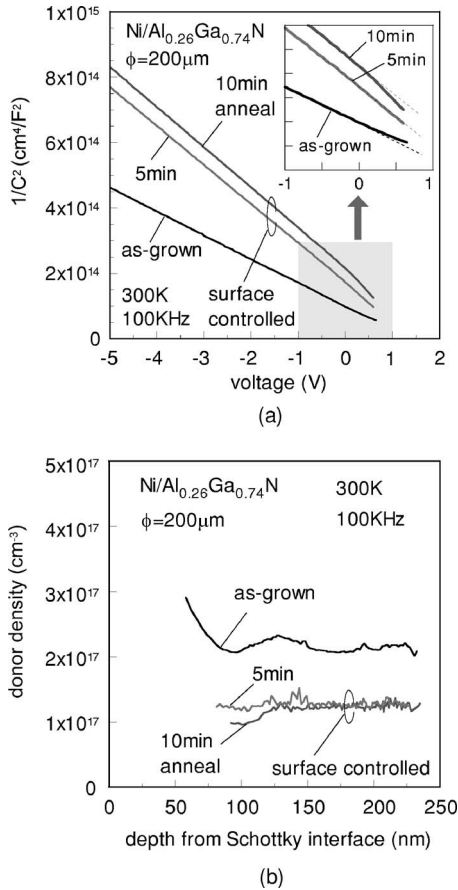 (a)
Ni/Al0.26Ga0.74N
ϕ=200μm
10min
anneal
5min
as-grown
300K
100KHz
surface
controlled
10min
5min
as-grown
-1
0
1
1x10^15
8x10^14
6x10^14
4x10^14
2x10^14
0
1/C^2 (cm^4/F^2)
-5 -4 -3 -2 -1 0 1 2
voltage (V)
(a)
Ni/Al0.26Ga0.74N
300K
ϕ=200μm
100KHz
as-grown
5min
10min
anneal
surface controlled
5x10^17
4x10^17
3x10^17
2x10^17
1x10^17
0
donor density (cm^-3)
0 50 100 150 200 250
depth from Schottky interface (nm)
(b)